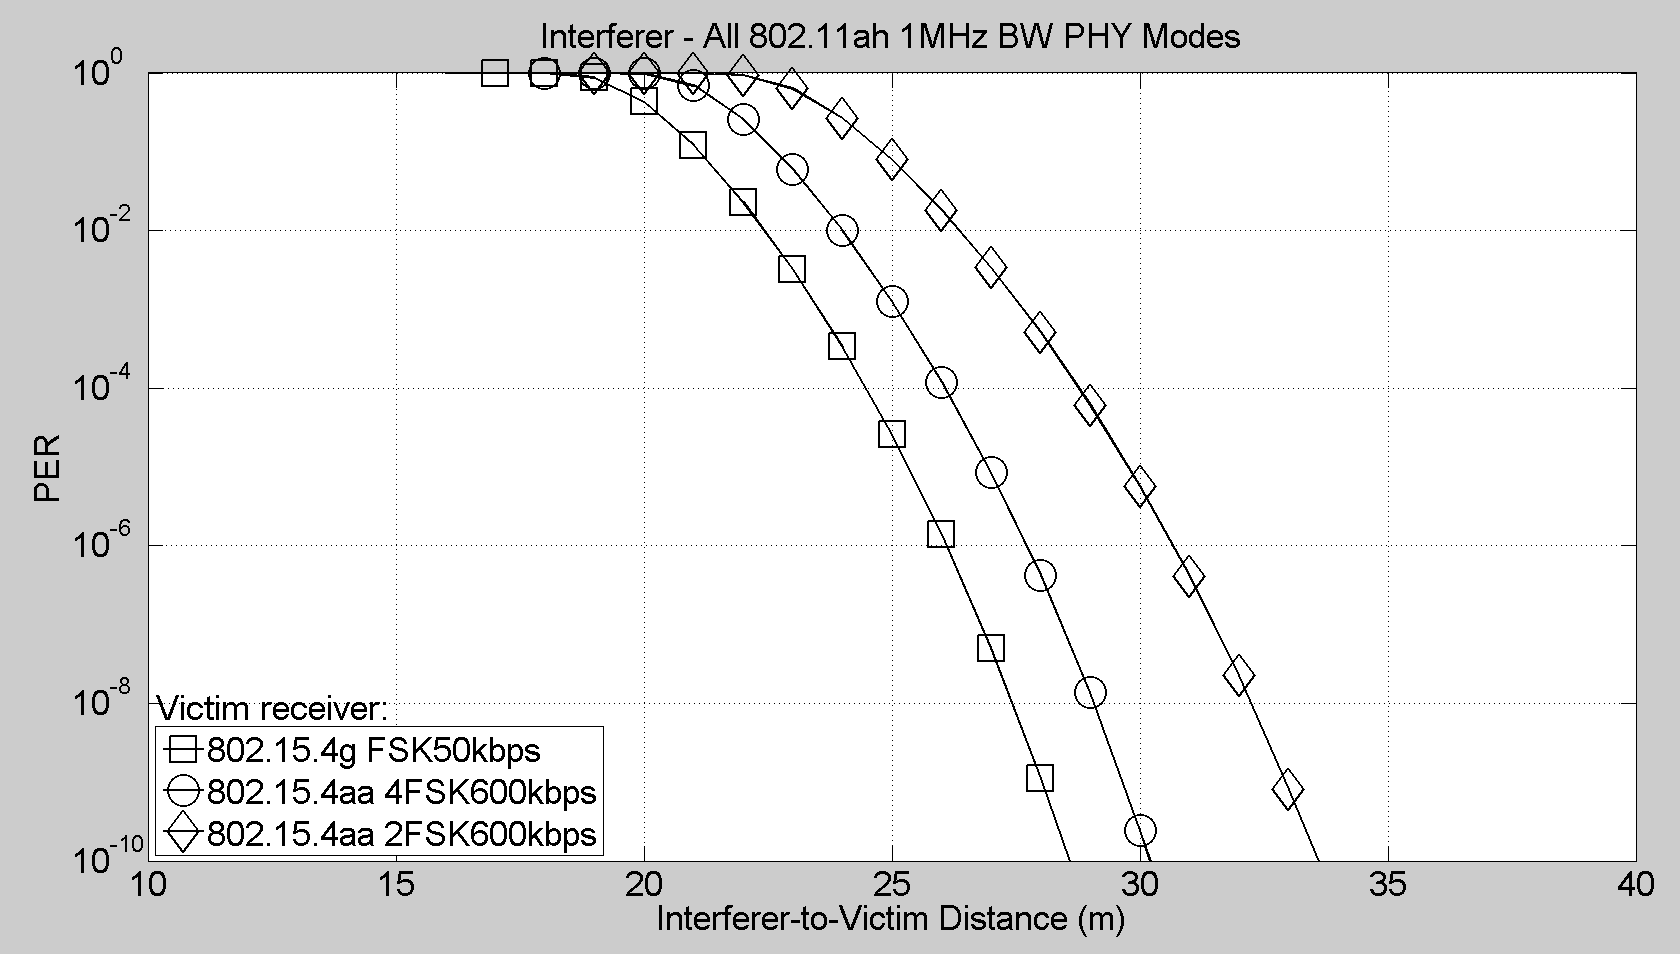 Interferer - All 802.11ah 1MHz BW PHY Modes
10^0
10^-2
10^-4
10^-6
10^-8
10^-10
PER
Victim receiver:
802.15.4g FSK50kbps
802.15.4aa 4FSK600kbps
802.15.4aa 2FSK600kbps
10 15 20 25 30 35 40
Interferer-to-Victim Distance (m)